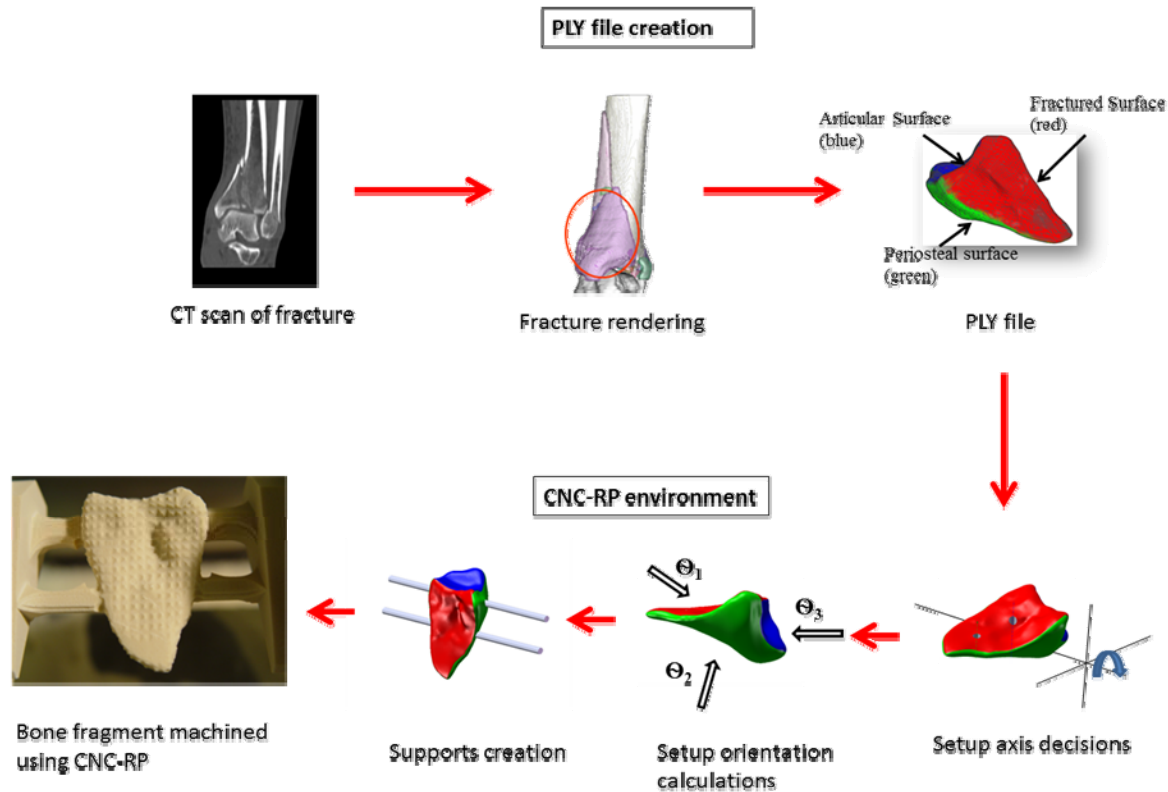 PLY file creation
Articular Surface
(blue)
Fractured Surface
(red)
Periosteal surface
(green)
CT scan of fracture
Fracture rendering
PLY file
CNC-RP environment
Θ1
Θ3
Θ2
Bone fragment machined
using CNC-RP
Supports creation
Setup orientation
calculations
Setup axis decisions